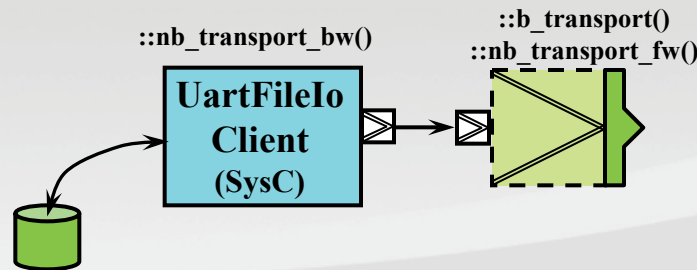 ::b_transport()
::nb_transport_bw()
::nb_transport_fw()
UartFileIo
Client
(SysC)